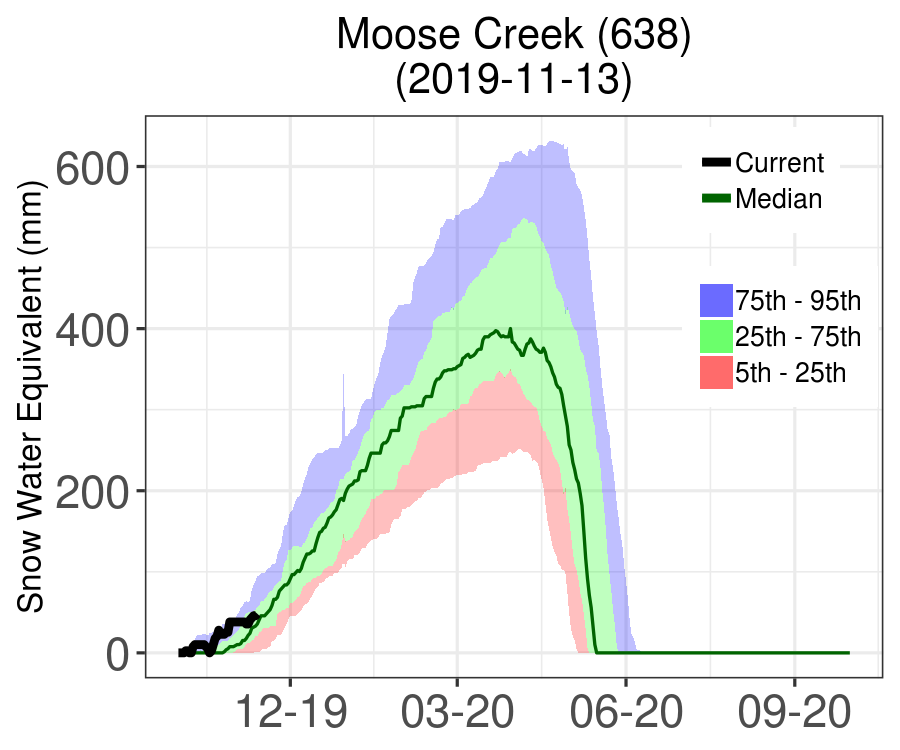 Moose Creek (638)
(2019-11-13)
Snow Water Equivalent (mm)
600
400
200
0
12-19
03-20
06-20
09-20
Current
Median
75th - 95th
25th - 75th
5th - 25th